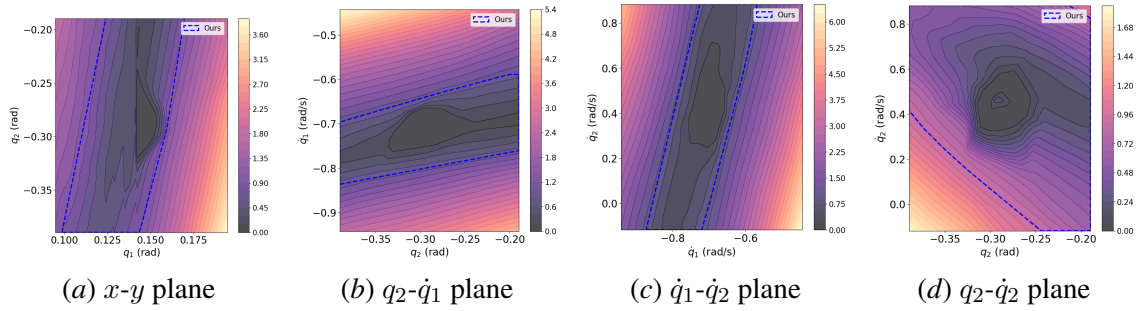 Ours
−0.20
−0.25
−0.30
−0.35
q₂ (rad)
0.100 0.125 0.150 0.175
q₁ (rad)
3.60
3.15
2.70
2.25
1.80
1.35
0.90
0.45
0.00
(a) x-y plane
Ours
−0.5
−0.6
−0.7
−0.8
−0.9
q̇₁ (rad/s)
−0.35 −0.30 −0.25 −0.20
q₂ (rad)
5.4
4.8
4.2
3.6
3.0
2.4
1.8
1.2
0.6
0.0
(b) q₂-q̇₁ plane
Ours
0.8
0.6
0.4
0.2
0.0
q̇₂ (rad/s)
−0.8 −0.6
q̇₁ (rad/s)
6.00
5.25
4.50
3.75
3.00
2.25
1.50
0.75
0.00
(c) q̇₁-q̇₂ plane
Ours
0.8
0.6
0.4
0.2
0.0
q̇₂ (rad/s)
−0.35 −0.30 −0.25 −0.20
q₂ (rad)
1.68
1.44
1.20
0.96
0.72
0.48
0.24
0.00
(d) q₂-q̇₂ plane